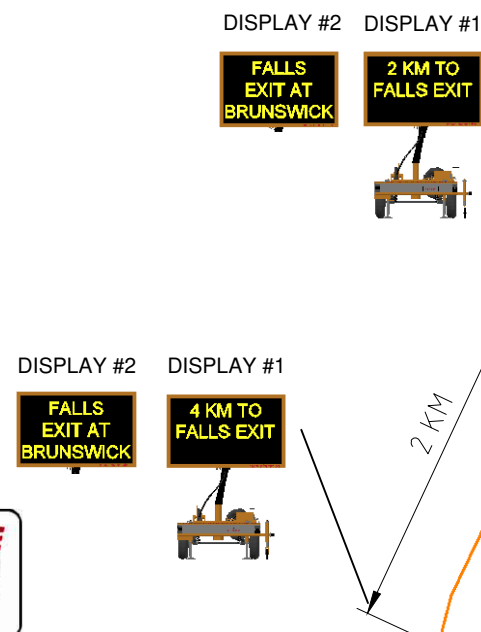 DISPLAY #2 DISPLAY #1
FALLS
EXIT AT
BRUNSWICK
2 KM TO
FALLS EXIT
DISPLAY #2 DISPLAY #1
FALLS
EXIT AT
BRUNSWICK
4 KM TO
FALLS EXIT
2 KM